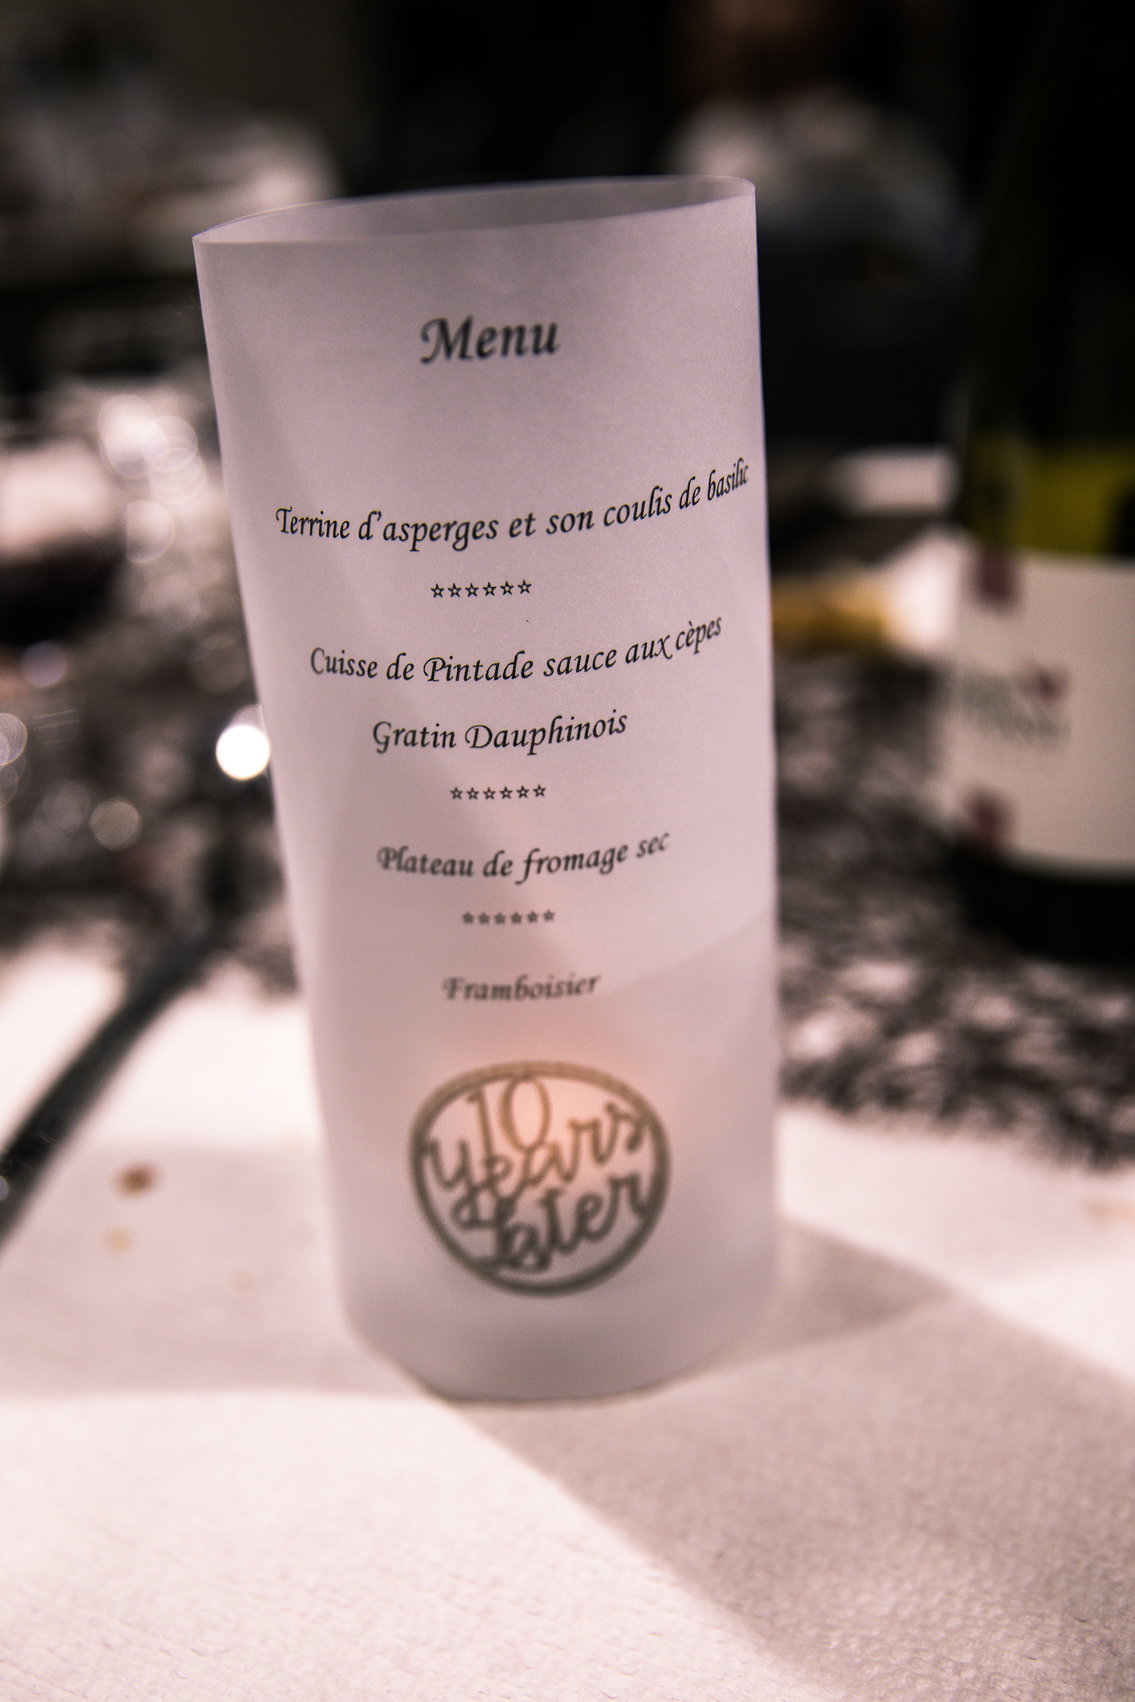 Menu
Terrine d'asperges et son coulis de basilic
☆☆☆☆☆☆
Cuisse de Pintade sauce aux cèpes
Gratin Dauphinois
☆☆☆☆☆☆
Plateau de fromage sec
☆☆☆☆☆☆
Framboisier
10
years
later